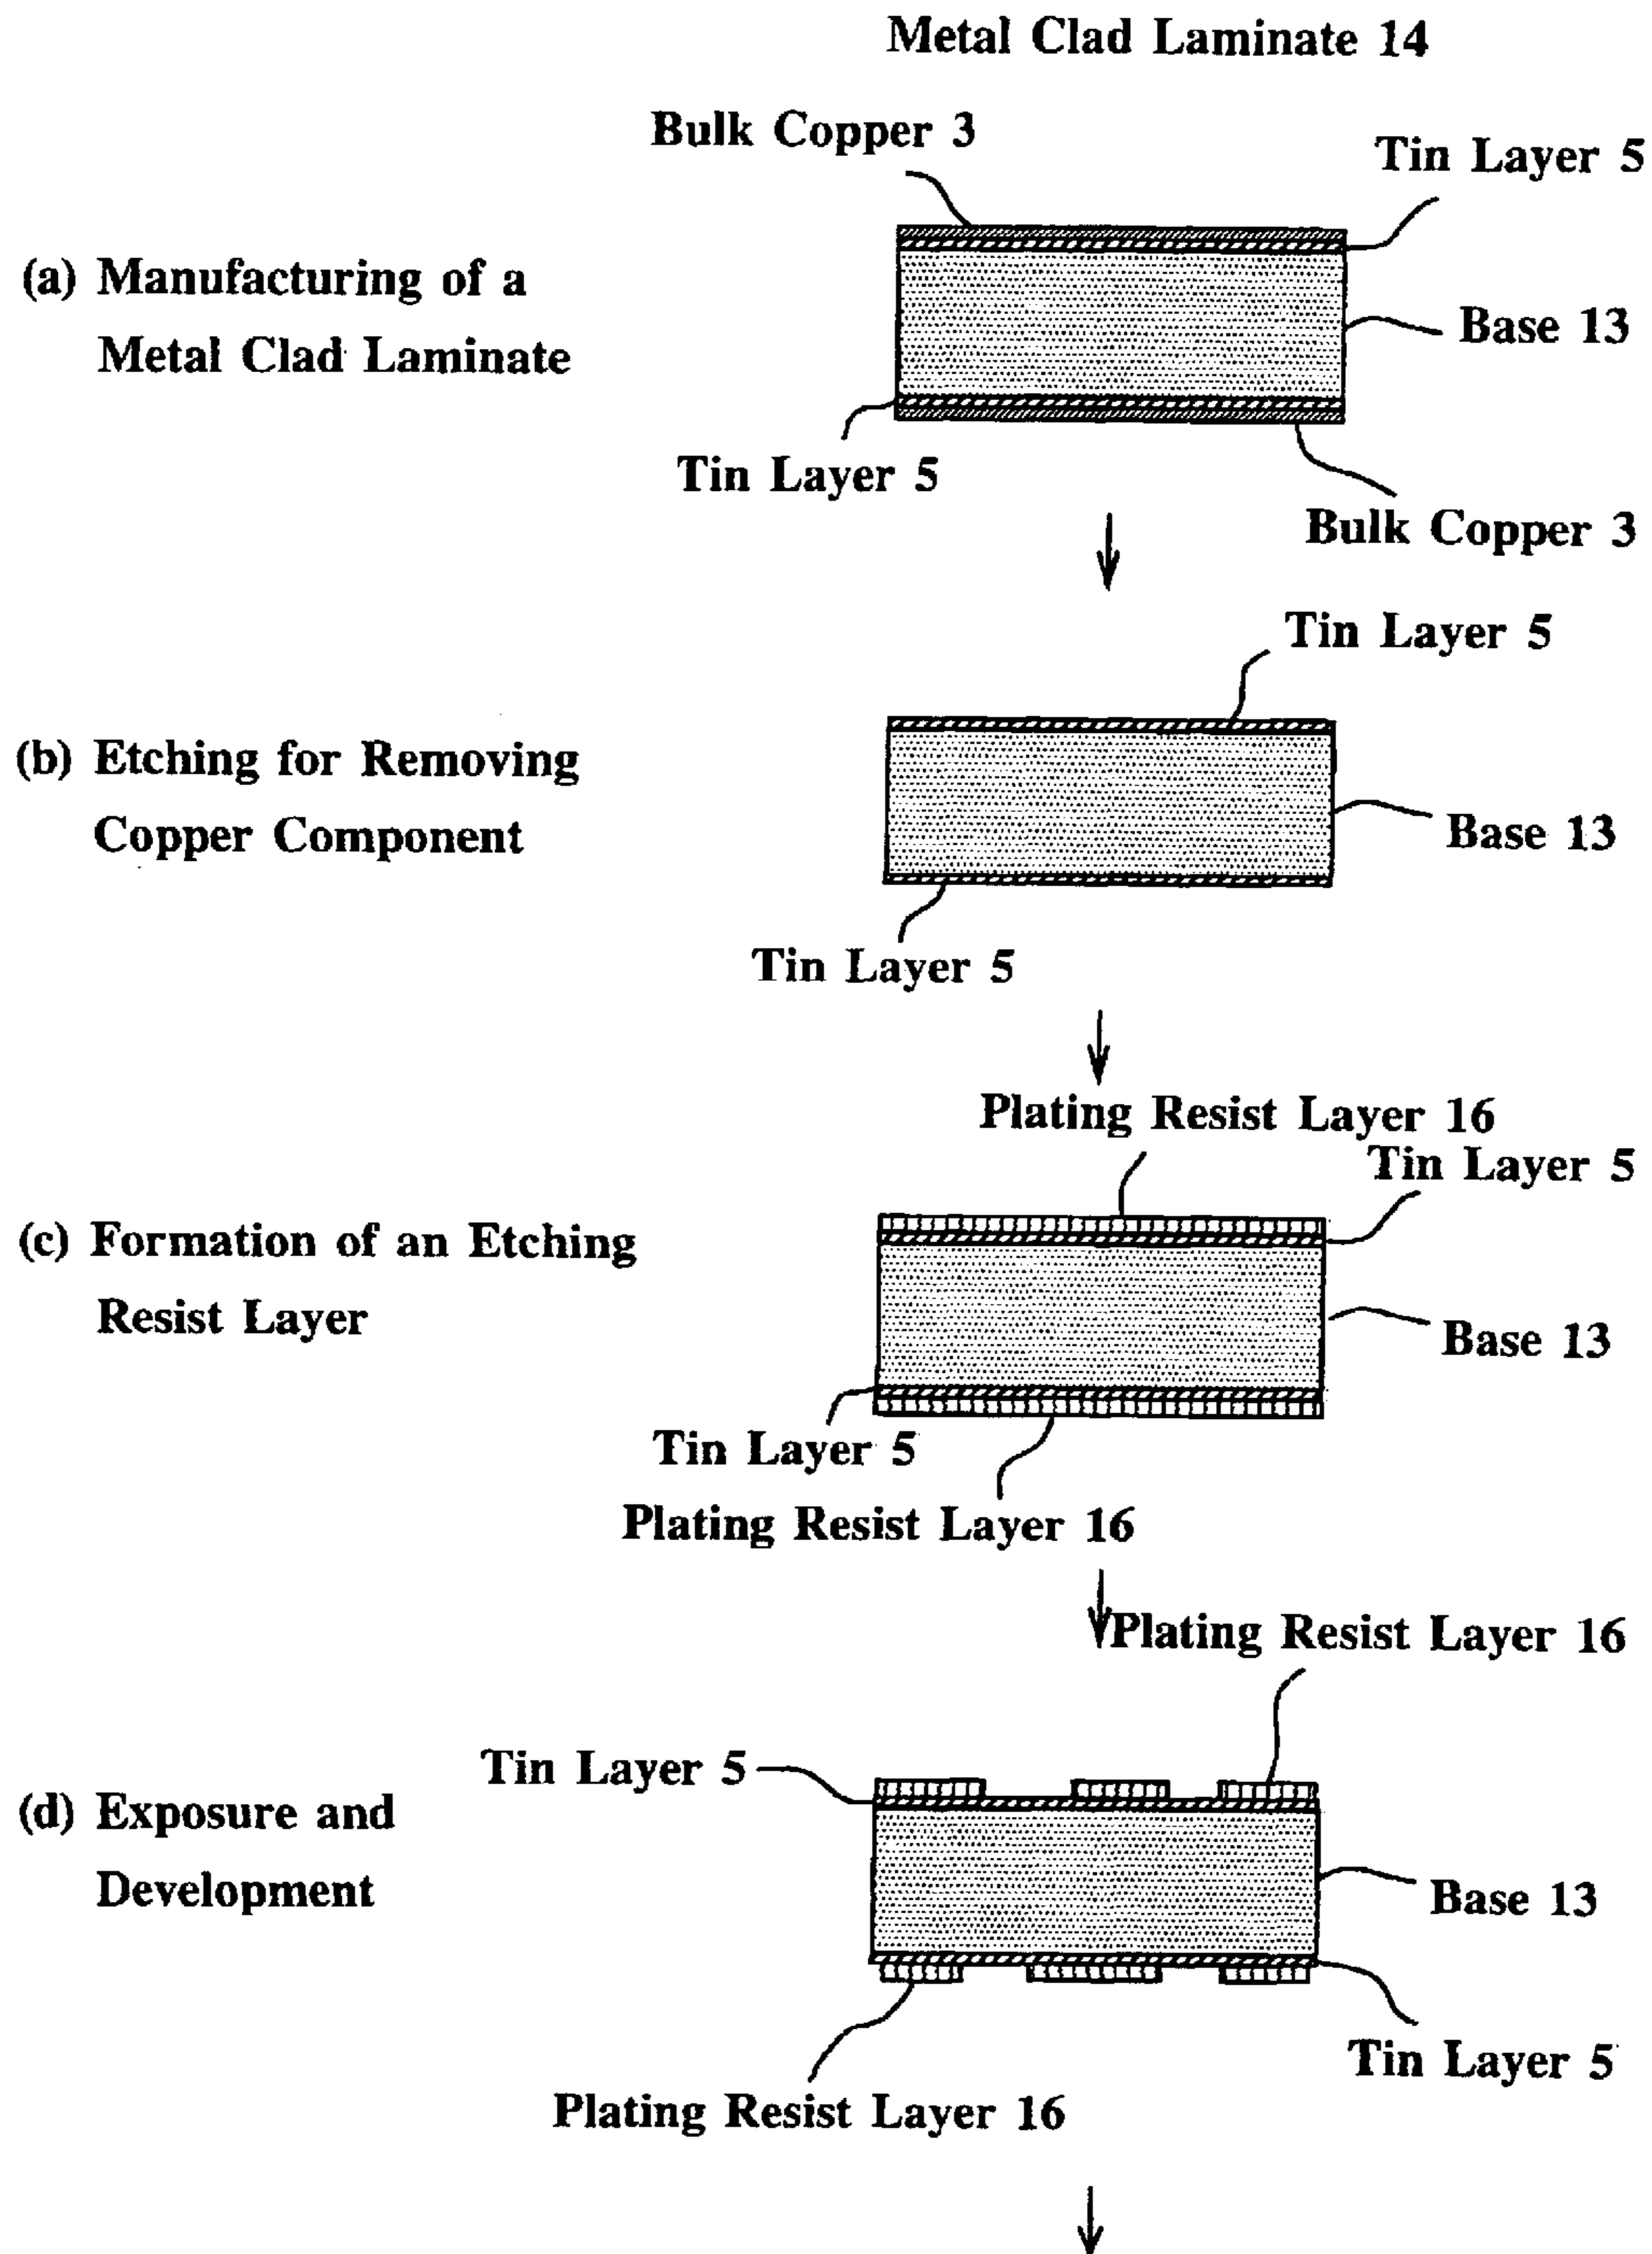 Metal Clad Laminate 14
Bulk Copper 3
Tin Layer 5
(a) Manufacturing of a
Metal Clad Laminate
Base 13
Tin Layer 5
Bulk Copper 3
Tin Layer 5
(b) Etching for Removing
Copper Component
Base 13
Tin Layer 5
Plating Resist Layer 16
Tin Layer 5
(c) Formation of an Etching
Resist Layer
Base 13
Tin Layer 5
Plating Resist Layer 16
Plating Resist Layer 16
Tin Layer 5
(d) Exposure and
Development
Base 13
Tin Layer 5
Plating Resist Layer 16